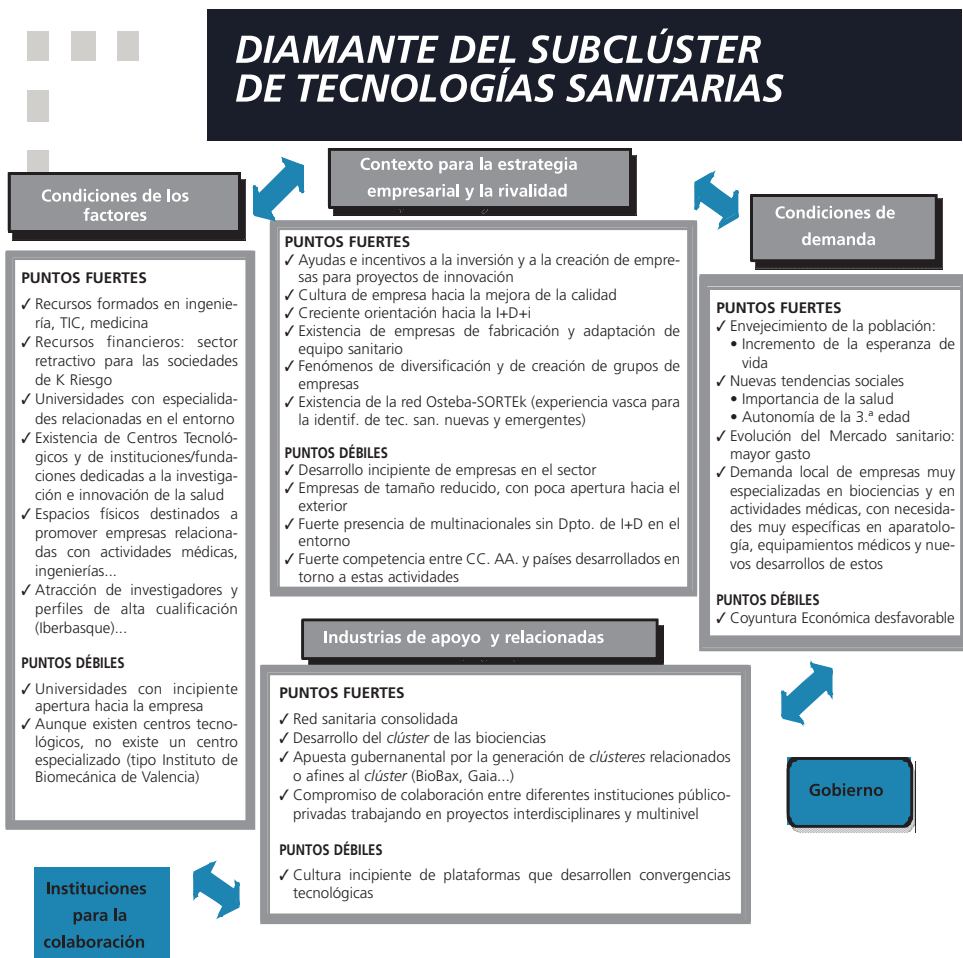 DIAMANTE DEL SUBCLÚSTER
DE TECNOLOGÍAS SANITARIAS
Condiciones de los
factores
PUNTOS FUERTES
✓ Recursos formados en ingenie-
ría, TIC, medicina
✓ Recursos financieros: sector
retractivo para las sociedades
de K Riesgo
✓ Universidades con especialida-
des relacionadas en el entorno
✓ Existencia de Centros Tecnoló-
gicos y de instituciones/funda-
ciones dedicadas a la investiga-
ción e innovación de la salud
✓ Espacios físicos destinados a
promover empresas relaciona-
das con actividades médicas,
ingenierías...
✓ Atracción de investigadores y
perfiles de alta cualificación
(Iberbasque)...
PUNTOS DÉBILES
✓ Universidades con incipiente
apertura hacia la empresa
✓ Aunque existen centros tecno-
lógicos, no existe un centro
especializado (tipo Instituto de
Biomecánica de Valencia)
Contexto para la estrategia
empresarial y la rivalidad
PUNTOS FUERTES
✓ Ayudas e incentivos a la inversión y a la creación de empre-
sas para proyectos de innovación
✓ Cultura de empresa hacia la mejora de la calidad
✓ Creciente orientación hacia la I+D+i
✓ Existencia de empresas de fabricación y adaptación de
equipo sanitario
✓ Fenómenos de diversificación y de creación de grupos de
empresas
✓ Existencia de la red Osteba-SORTEk (experiencia vasca para
la identif. de tec. san. nuevas y emergentes)
PUNTOS DÉBILES
✓ Desarrollo incipiente de empresas en el sector
✓ Empresas de tamaño reducido, con poca apertura hacia el
exterior
✓ Fuerte presencia de multinacionales sin Dpto. de I+D en el
entorno
✓ Fuerte competencia entre CC. AA. y países desarrollados en
torno a estas actividades
Condiciones de
demanda
PUNTOS FUERTES
✓ Envejecimiento de la población:
• Incremento de la esperanza de
vida
✓ Nuevas tendencias sociales
• Importancia de la salud
• Autonomía de la 3.ª edad
✓ Evolución del Mercado sanitario:
mayor gasto
✓ Demanda local de empresas muy
especializadas en biociencias y en
actividades médicas, con necesida-
des muy específicas en aparatolo-
gía, equipamientos médicos y nue-
vos desarrollos de estos
PUNTOS DÉBILES
✓ Coyuntura Económica desfavorable
Industrias de apoyo y relacionadas
PUNTOS FUERTES
✓ Red sanitaria consolidada
✓ Desarrollo del clúster de las biociencias
✓ Apuesta gubernamental por la generación de clústeres relacionados
o afines al clúster (BioBax, Gaia...)
✓ Compromiso de colaboración entre diferentes instituciones público-
privadas trabajando en proyectos interdisciplinares y multinivel
PUNTOS DÉBILES
✓ Cultura incipiente de plataformas que desarrollen convergencias
tecnológicas
Gobierno
Instituciones
para la
colaboración